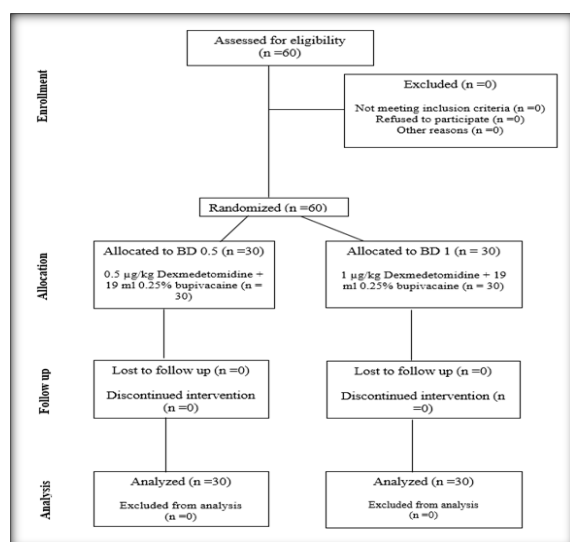 Assessed for eligibility
(n =60)
Enrollment
Excluded (n =0)
Not meeting inclusion criteria (n =0)
Refused to participate (n =0)
Other reasons (n =0)
Randomized (n =60)
Allocation
Allocated to BD 0.5 (n =30)
0.5 µg/kg Dexmedetomidine +
19 ml 0.25% bupivacaine (n =
30)
Allocated to BD 1 (n = 30)
1 µg/kg Dexmedetomidine + 19
ml 0.25% bupivacaine (n = 30)
Follow up
Lost to follow up (n =0)
Discontinued intervention
(n =0)
Lost to follow up (n =0)
Discontinued intervention (n
=0)
Analysis
Analyzed (n =30)
Excluded from analysis
(n =0)
Analyzed (n =30)
Excluded from analysis
(n =0)